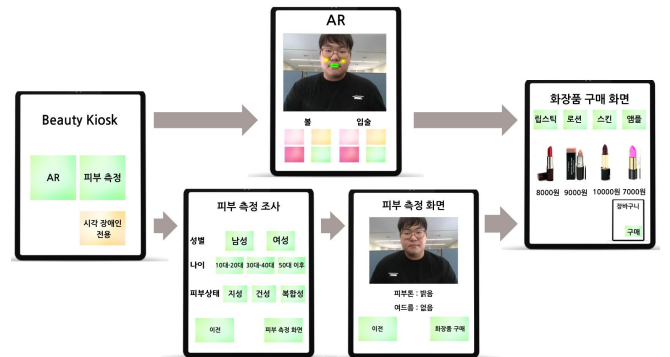 Beauty Kiosk
AR
피부 측정
시각 장애인
전용
AR
볼
입술
피부 측정 조사
성별
남성
여성
나이
10대-20대
30대-40대
50대 이후
피부상태
지성
건성
복합성
이전
피부 측정 화면
피부 측정 화면
피부톤 : 밝음
여드름 : 없음
이전
화장품 구매
화장품 구매 화면
립스틱
로션
스킨
앰플
8000원
9000원
10000원
7000원
장바구니
구매